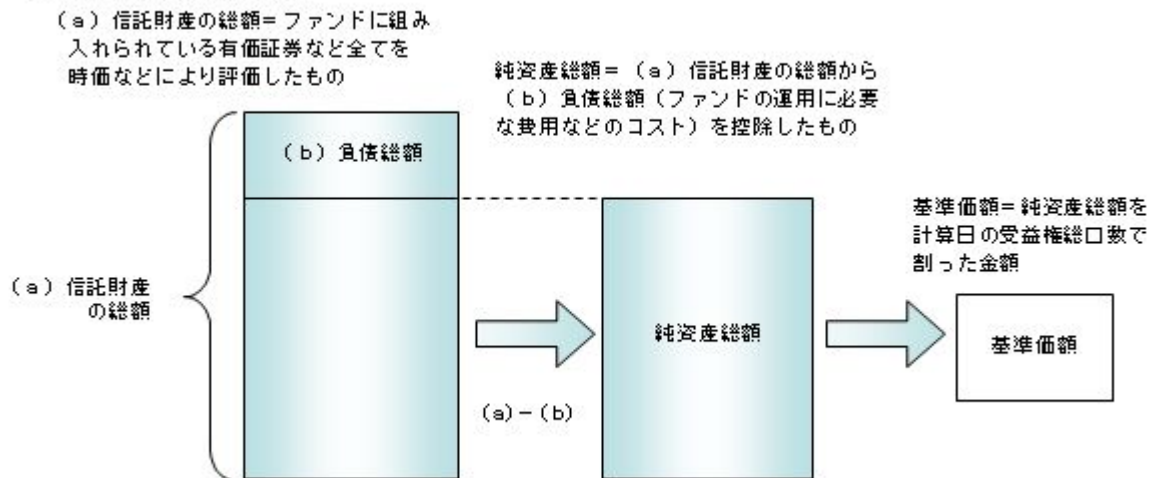 （a）信託財産の総額＝ファンドに組み
入れられている有価証券など全てを
時価などにより評価したもの
純資産総額＝（a）信託財産の総額から
（b）負債総額（ファンドの運用に必要
な費用などのコスト）を控除したもの
（b）負債総額
基準価額＝純資産総額を
計算日の受益権総口数で
割った金額
（a）信託財産
の総額
純資産総額
基準価額
（a）－（b）